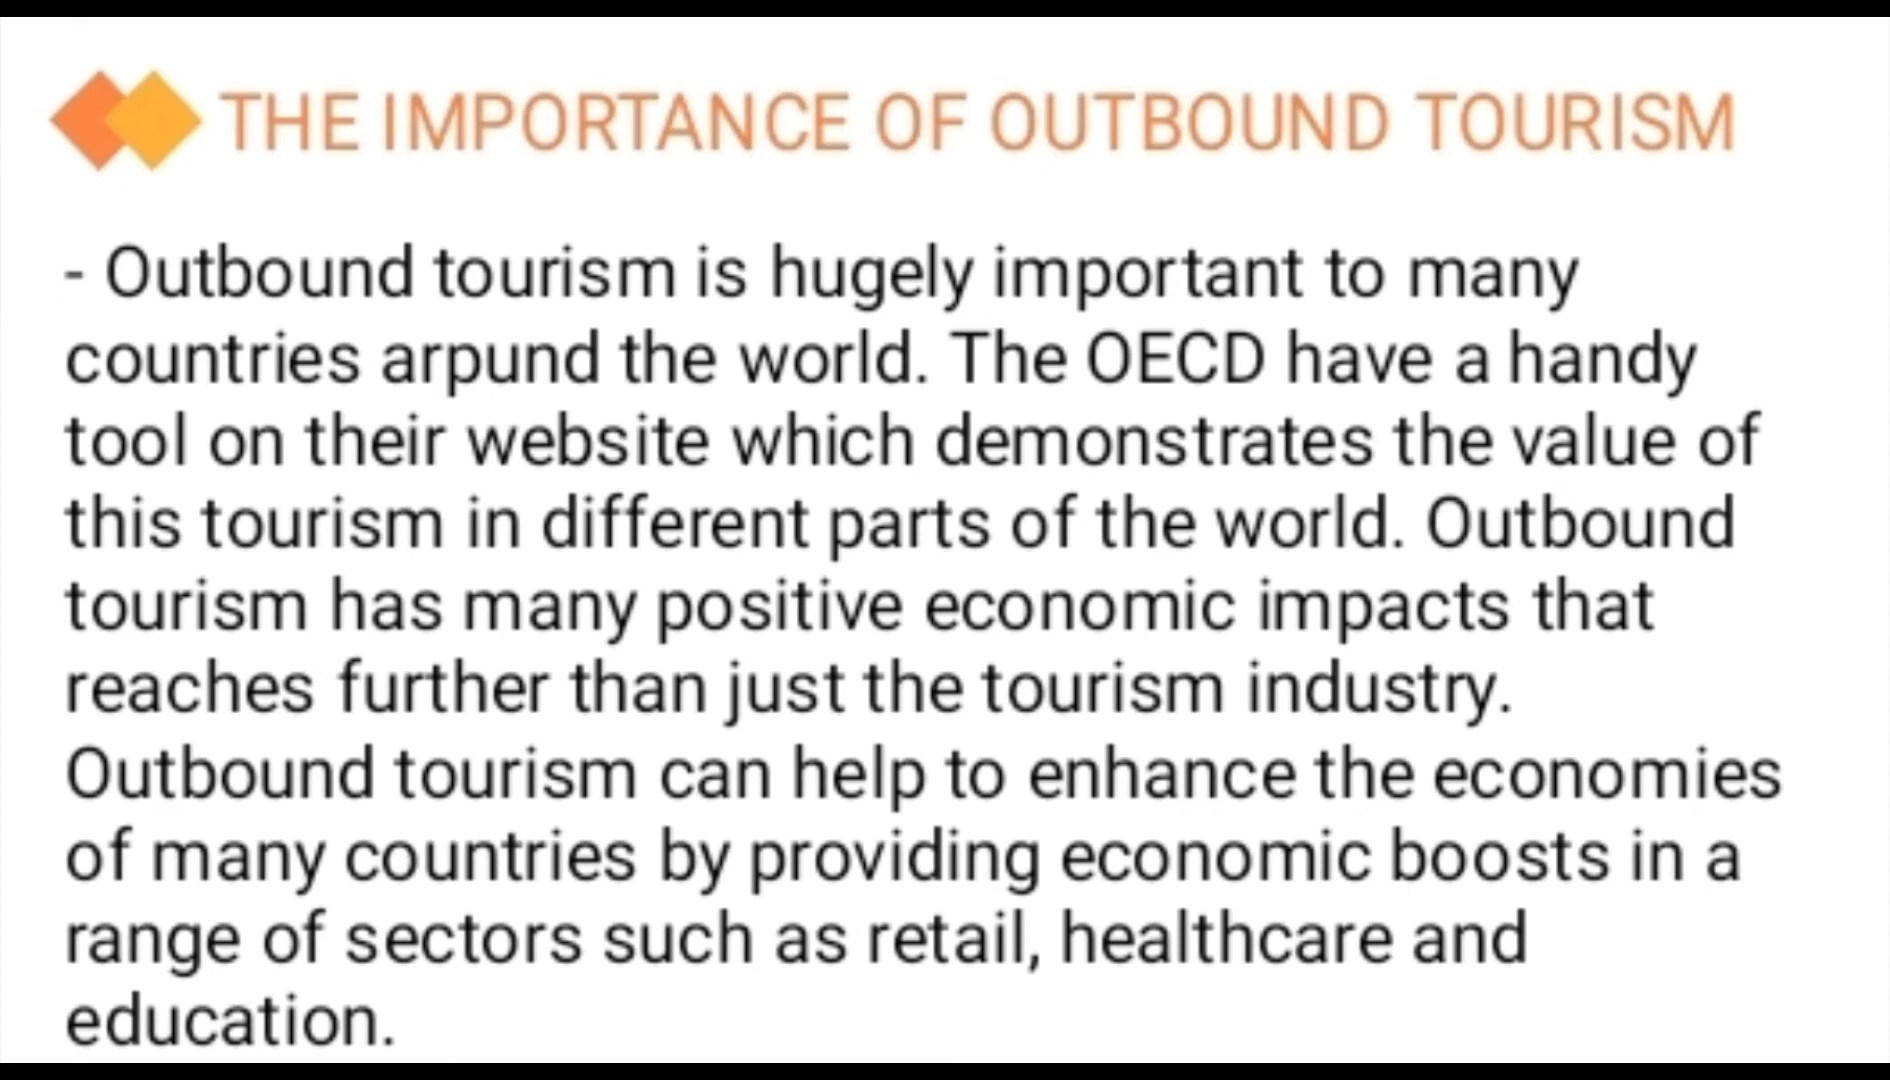 THE IMPORTANCE OF OUTBOUND TOURISM
- Outbound tourism is hugely important to many
countries arpund the world. The OECD have a handy
tool on their website which demonstrates the value of
this tourism in different parts of the world. Outbound
tourism has many positive economic impacts that
reaches further than just the tourism industry.
Outbound tourism can help to enhance the economies
of many countries by providing economic boosts in a
range of sectors such as retail, healthcare and
education.